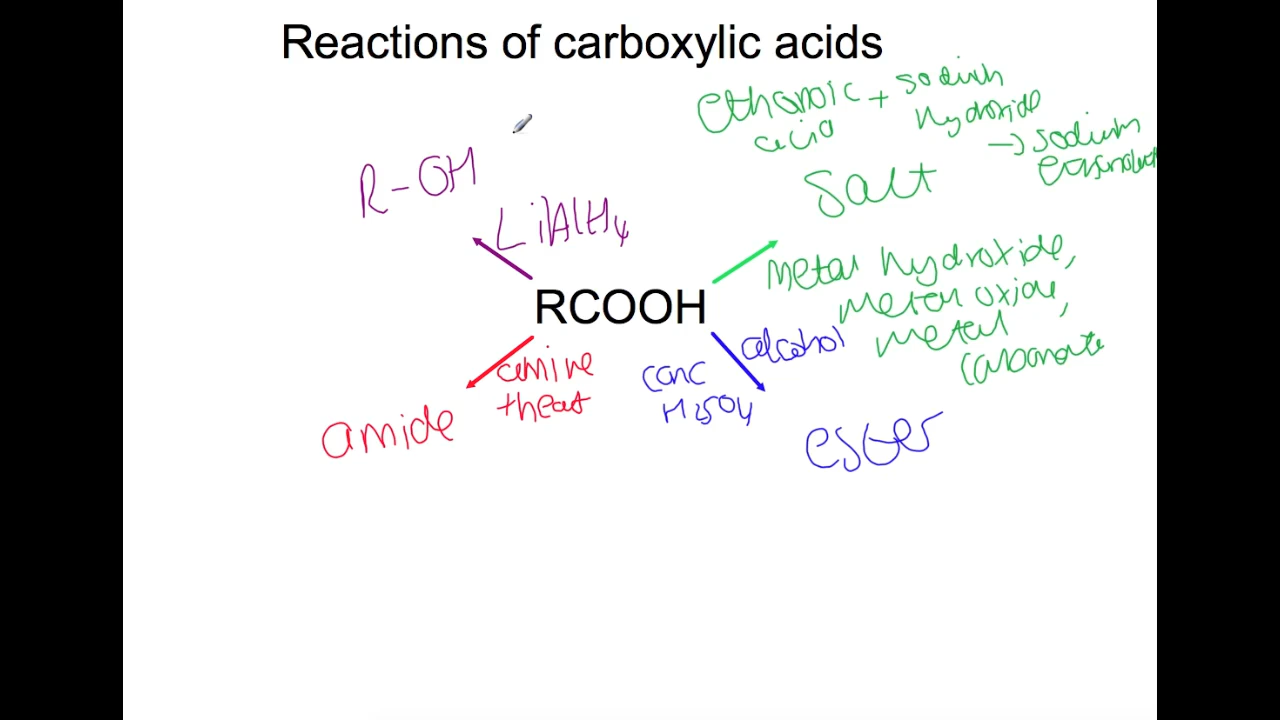 Reactions of carboxylic acids
ethanoic + sodium
acid hydroxide
→ sodium
ethanoate
Salt
R-OH
LiAlH4
metal hydroxide,
metal oxide,
metal
carbonate
RCOOH
alcohol
conc
H2SO4
ester
amine
+heat
amide